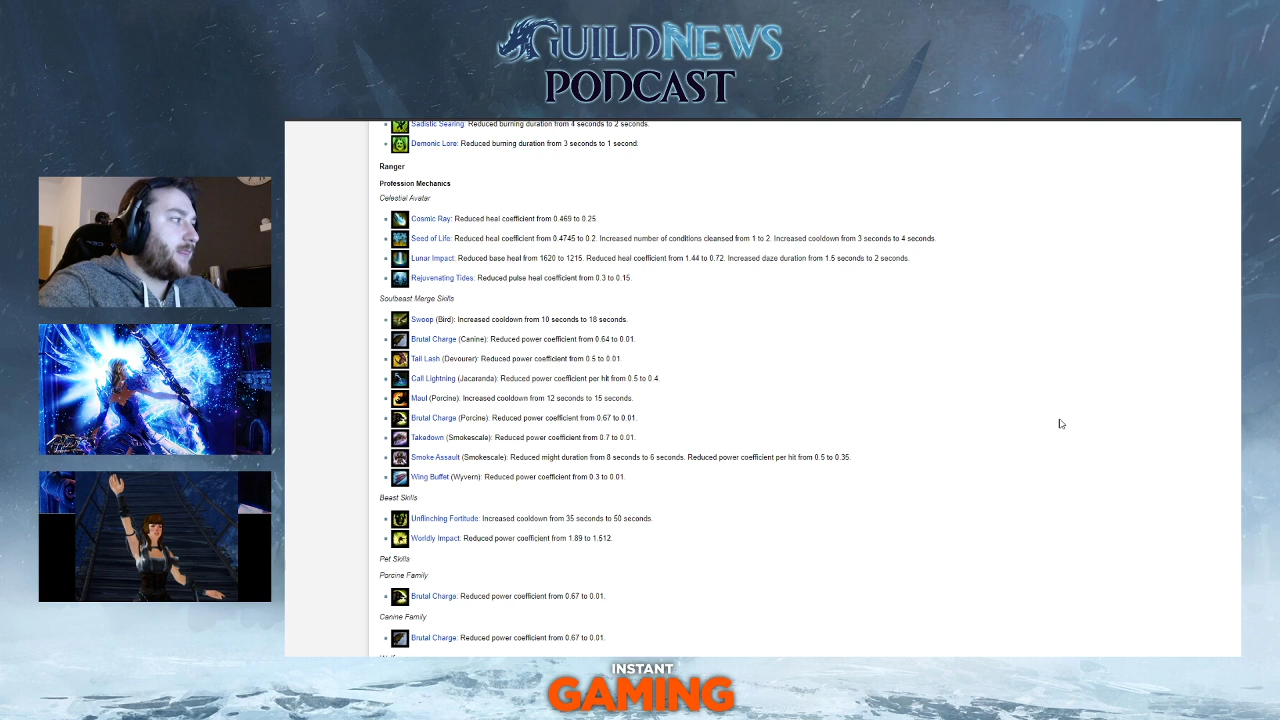 GUILDNEWS
PODCAST
Sadistic Searing: Reduced burning duration from 4 seconds to 2 seconds.
Demonic Lore: Reduced burning duration from 3 seconds to 1 second.
Ranger
Profession Mechanics
Celestial Avatar
Cosmic Ray: Reduced heal coefficient from 0.469 to 0.25.
Seed of Life: Reduced heal coefficient from 0.4745 to 0.2. Increased number of conditions cleansed from 1 to 2. Increased cooldown from 3 seconds to 4 seconds.
Lunar Impact: Reduced base heal from 1620 to 1215. Reduced heal coefficient from 1.44 to 0.72. Increased daze duration from 1.5 seconds to 2 seconds.
Rejuvenating Tides: Reduced pulse heal coefficient from 0.3 to 0.15.
Soulbeast Merge Skills
Swoop (Bird): Increased cooldown from 10 seconds to 18 seconds.
Brutal Charge (Canine): Reduced power coefficient from 0.64 to 0.01.
Tail Lash (Devourer): Reduced power coefficient from 0.5 to 0.01.
Call Lightning (Jacaranda): Reduced power coefficient per hit from 0.5 to 0.4.
Maul (Porcine): Increased cooldown from 12 seconds to 15 seconds.
Brutal Charge (Porcine): Reduced power coefficient from 0.67 to 0.01.
Takedown (Smokescale): Reduced power coefficient from 0.7 to 0.01.
Smoke Assault (Smokescale): Reduced might duration from 8 seconds to 6 seconds. Reduced power coefficient per hit from 0.5 to 0.35.
Wing Buffet (Wyvern): Reduced power coefficient from 0.3 to 0.01.
Beast Skills
Unflinching Fortitude: Increased cooldown from 35 seconds to 50 seconds.
Worldly Impact: Reduced power coefficient from 1.89 to 1.512.
Pet Skills
Porcine Family
Brutal Charge: Reduced power coefficient from 0.67 to 0.01.
Canine Family
Brutal Charge: Reduced power coefficient from 0.67 to 0.01.
INSTANT
GAMING